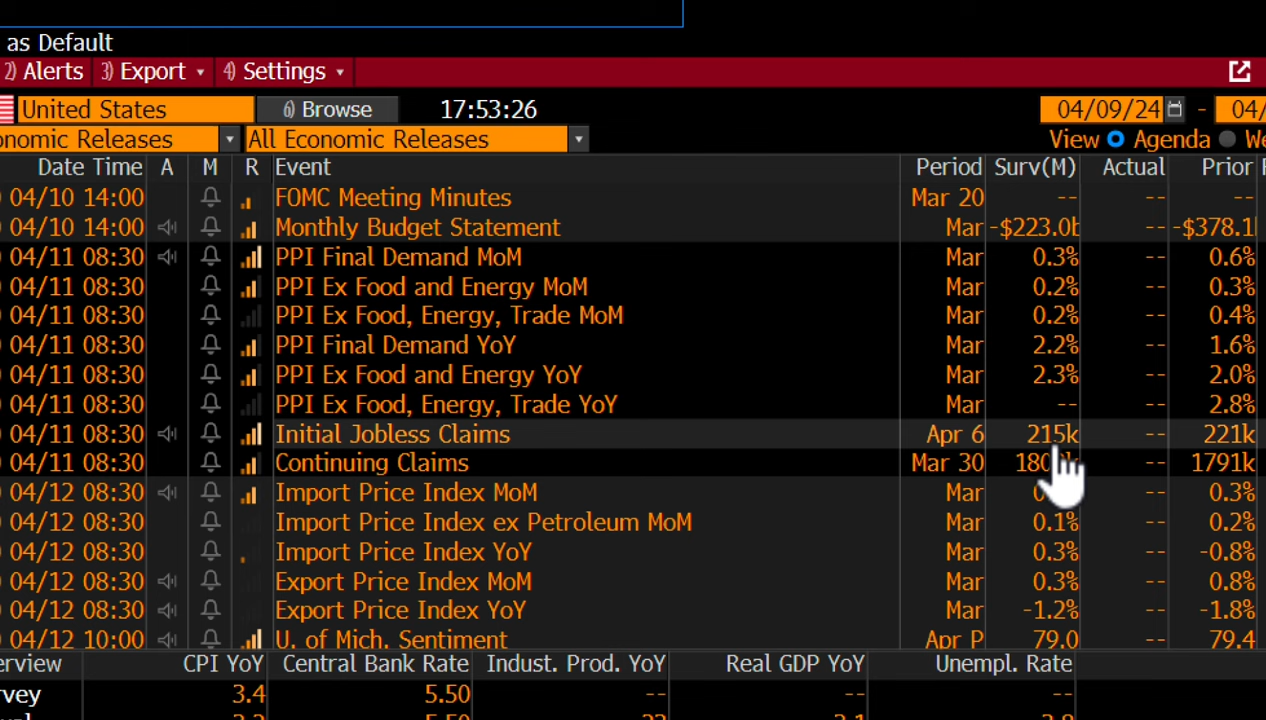 as Default
2) Alerts 3) Export 4) Settings
United States 6) Browse 17:53:26 04/09/24 - 04/
onomic Releases All Economic Releases View Agenda We
Date Time A M R Event Period Surv(M) Actual Prior
04/10 14:00 FOMC Meeting Minutes Mar 20 -- -- --
04/10 14:00 Monthly Budget Statement Mar -$223.0b -- -$378.1
04/11 08:30 PPI Final Demand MoM Mar 0.3% -- 0.6%
04/11 08:30 PPI Ex Food and Energy MoM Mar 0.2% -- 0.3%
04/11 08:30 PPI Ex Food, Energy, Trade MoM Mar 0.2% -- 0.4%
04/11 08:30 PPI Final Demand YoY Mar 2.2% -- 1.6%
04/11 08:30 PPI Ex Food and Energy YoY Mar 2.3% -- 2.0%
04/11 08:30 PPI Ex Food, Energy, Trade YoY Mar -- -- 2.8%
04/11 08:30 Initial Jobless Claims Apr 6 215k -- 221k
04/11 08:30 Continuing Claims Mar 30 -- 1791k
04/12 08:30 Import Price Index MoM Mar -- 0.3%
04/12 08:30 Import Price Index ex Petroleum MoM Mar 0.1% -- 0.2%
04/12 08:30 Import Price Index YoY Mar 0.3% -- -0.8%
04/12 08:30 Export Price Index MoM Mar 0.3% -- 0.8%
04/12 08:30 Export Price Index YoY Mar -1.2% -- -1.8%
04/12 10:00 U. of Mich. Sentiment Apr P 79.0 -- 79.4
erview CPI YoY Central Bank Rate Indust. Prod. YoY Real GDP YoY Unempl. Rate
vey 3.4 5.50 -- -- --